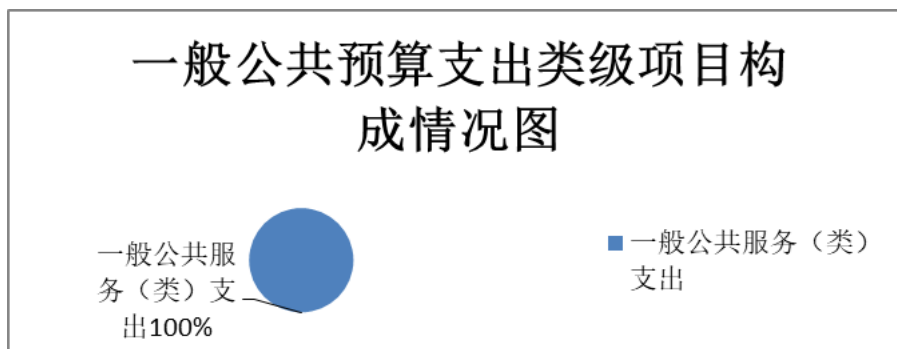 一般公共预算支出类级项目构
成情况图
一般公共服
务（类）支
出100%
一般公共服务（类）
支出